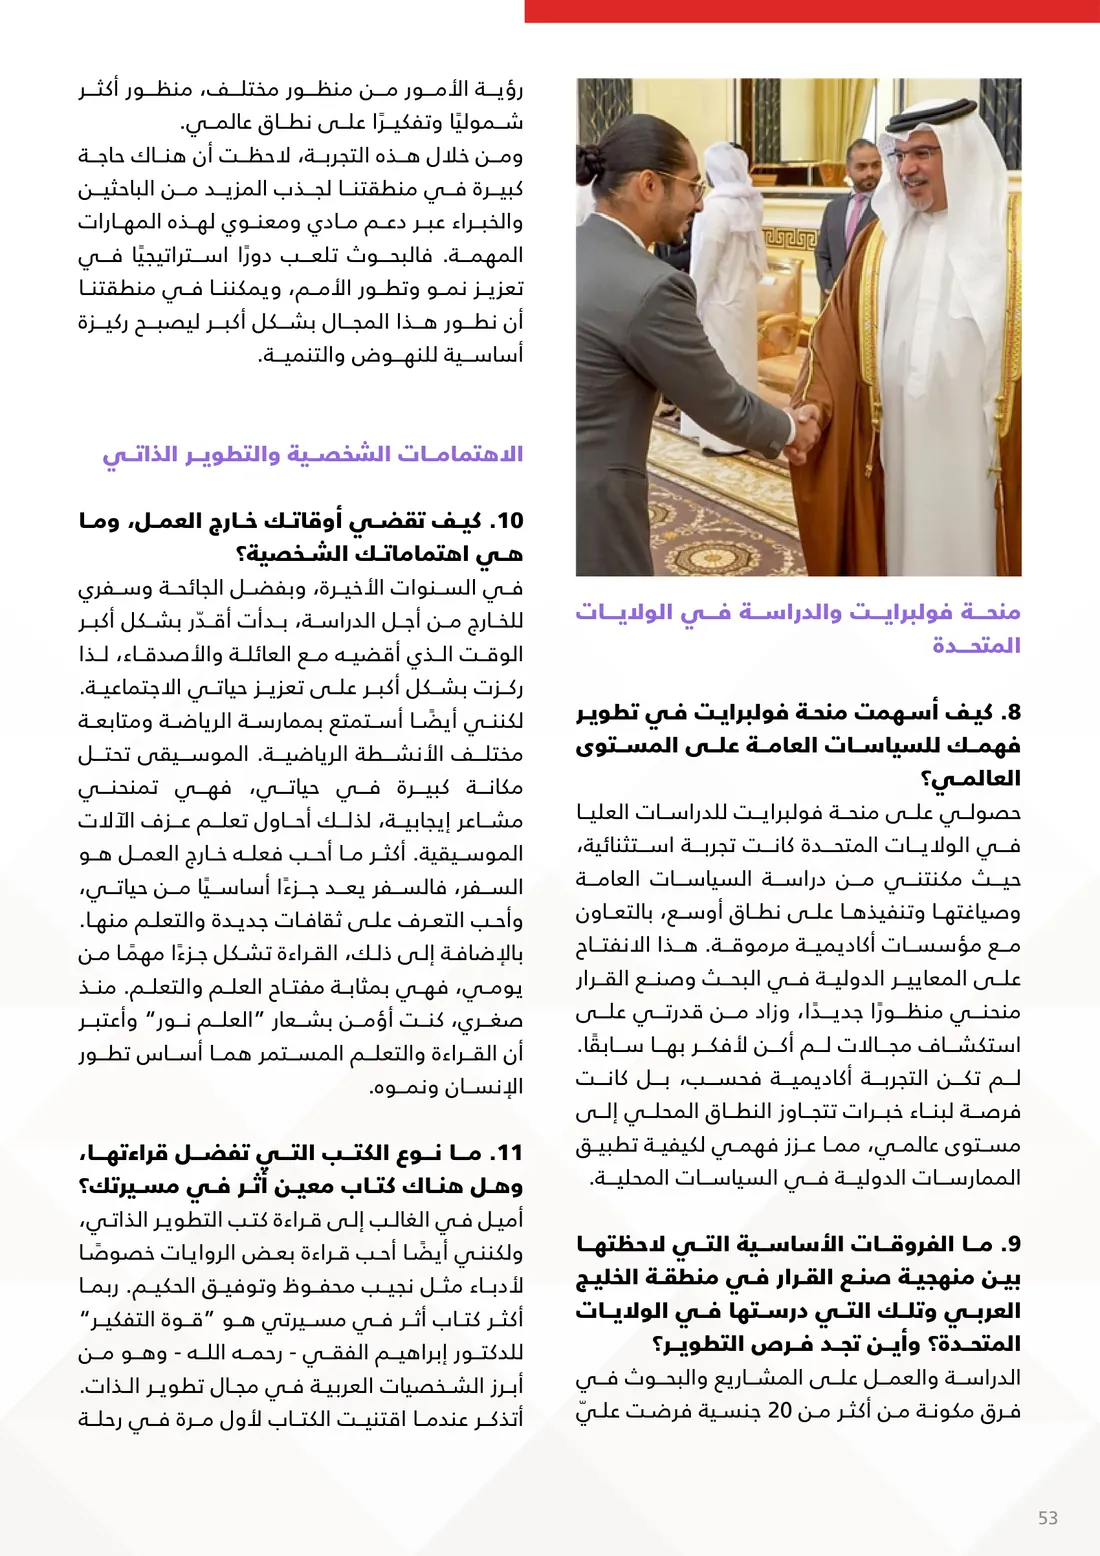 منحة فولبرايت والدراسة في الولايات
المتحدة
8. كيف أسهمت منحة فولبرايت في تطوير
فهمك للسياسات العامة على المستوى
العالمي؟
حصولي على منحة فولبرايت للدراسات العليا
في الولايات المتحدة كانت تجربة استثنائية،
حيث مكنتني من دراسة السياسات العامة
وصياغتها وتنفيذها على نطاق أوسع، بالتعاون
مع مؤسسات أكاديمية مرموقة. هذا الانفتاح
على المعايير الدولية في البحث وصنع القرار
منحني منظورًا جديدًا، وزاد من قدرتي على
استكشاف مجالات لم أكن لأفكر بها سابقًا.
لم تكن التجربة أكاديمية فحسب، بل كانت
فرصة لبناء خبرات تتجاوز النطاق المحلي إلى
مستوى عالمي، مما عزز فهمي لكيفية تطبيق
الممارسات الدولية في السياسات المحلية.
9. ما الفروقات الأساسية التي لاحظتها
بين منهجية صنع القرار في منطقة الخليج
العربي وتلك التي درستها في الولايات
المتحدة؟ وأين تجد فرص التطوير؟
الدراسة والعمل على المشاريع والبحوث في
فرق مكونة من أكثر من 20 جنسية فرضت عليّ
رؤية الأمور من منظور مختلف، منظور أكثر
شموليًا وتفكيرًا على نطاق عالمي.
ومن خلال هذه التجربة، لاحظت أن هناك حاجة
كبيرة في منطقتنا لجذب المزيد من الباحثين
والخبراء عبر دعم مادي ومعنوي لهذه المهارات
المهمة. فالبحوث تلعب دورًا استراتيجيًا في
تعزيز نمو وتطور الأمم، ويمكننا في منطقتنا
أن نطور هذا المجال بشكل أكبر ليصبح ركيزة
أساسية للنهوض والتنمية.
الاهتمامات الشخصية والتطوير الذاتي
10. كيف تقضي أوقاتك خارج العمل، وما
هي اهتماماتك الشخصية؟
في السنوات الأخيرة، وبفضل الجائحة وسفري
للخارج من أجل الدراسة، بدأت أقدّر بشكل أكبر
الوقت الذي أقضيه مع العائلة والأصدقاء، لذا
ركزت بشكل أكبر على تعزيز حياتي الاجتماعية.
لكنني أيضًا أستمتع بممارسة الرياضة ومتابعة
مختلف الأنشطة الرياضية. الموسيقى تحتل
مكانة كبيرة في حياتي، فهي تمنحني
مشاعر إيجابية، لذلك أحاول تعلم عزف الآلات
الموسيقية. أكثر ما أحب فعله خارج العمل هو
السفر، فالسفر يعد جزءًا أساسيًا من حياتي،
وأحب التعرف على ثقافات جديدة والتعلم منها.
بالإضافة إلى ذلك، القراءة تشكل جزءًا مهمًا من
يومي، فهي بمثابة مفتاح العلم والتعلم. منذ
صغري، كنت أؤمن بشعار ”العلم نور“ وأعتبر
أن القراءة والتعلم المستمر هما أساس تطور
الإنسان ونموه.
11. ما نوع الكتب التي تفضل قراءتها،
وهل هناك كتاب معين أثر في مسيرتك؟
أميل في الغالب إلى قراءة كتب التطوير الذاتي،
ولكنني أيضًا أحب قراءة بعض الروايات خصوصًا
لأدباء مثل نجيب محفوظ وتوفيق الحكيم. ربما
أكثر كتاب أثر في مسيرتي هو ”قوة التفكير“
للدكتور إبراهيم الفقي - رحمه الله - وهو من
أبرز الشخصيات العربية في مجال تطوير الذات.
أتذكر عندما اقتنيت الكتاب لأول مرة في رحلة
53